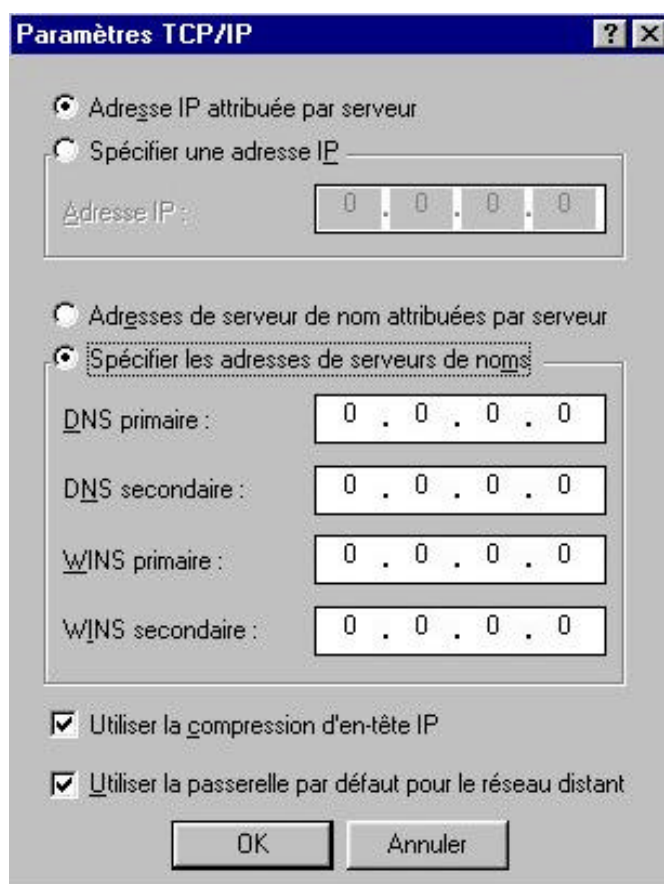 Paramètres TCP/IP
Adresse IP attribuée par serveur
Spécifier une adresse IP
Adresse IP : 0 . 0 . 0 . 0
Adresses de serveur de nom attribuées par serveur
Spécifier les adresses de serveurs de noms
DNS primaire : 0 . 0 . 0 . 0
DNS secondaire : 0 . 0 . 0 . 0
WINS primaire : 0 . 0 . 0 . 0
WINS secondaire : 0 . 0 . 0 . 0
Utiliser la compression d'en-tête IP
Utiliser la passerelle par défaut pour le réseau distant
OK Annuler